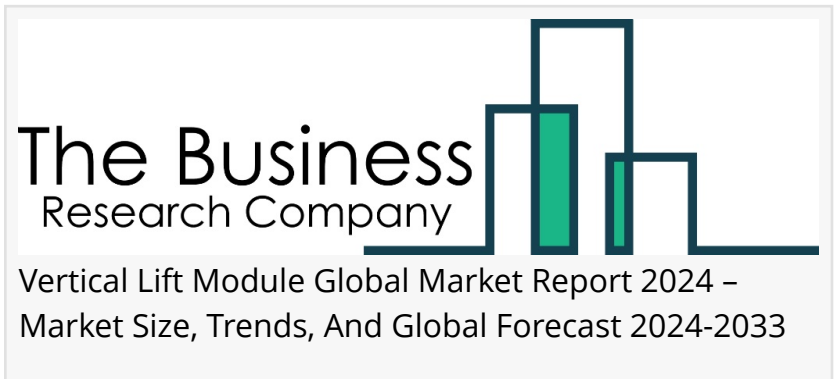 The Business
Research Company
Vertical Lift Module Global Market Report 2024 –
Market Size, Trends, And Global Forecast 2024-2033